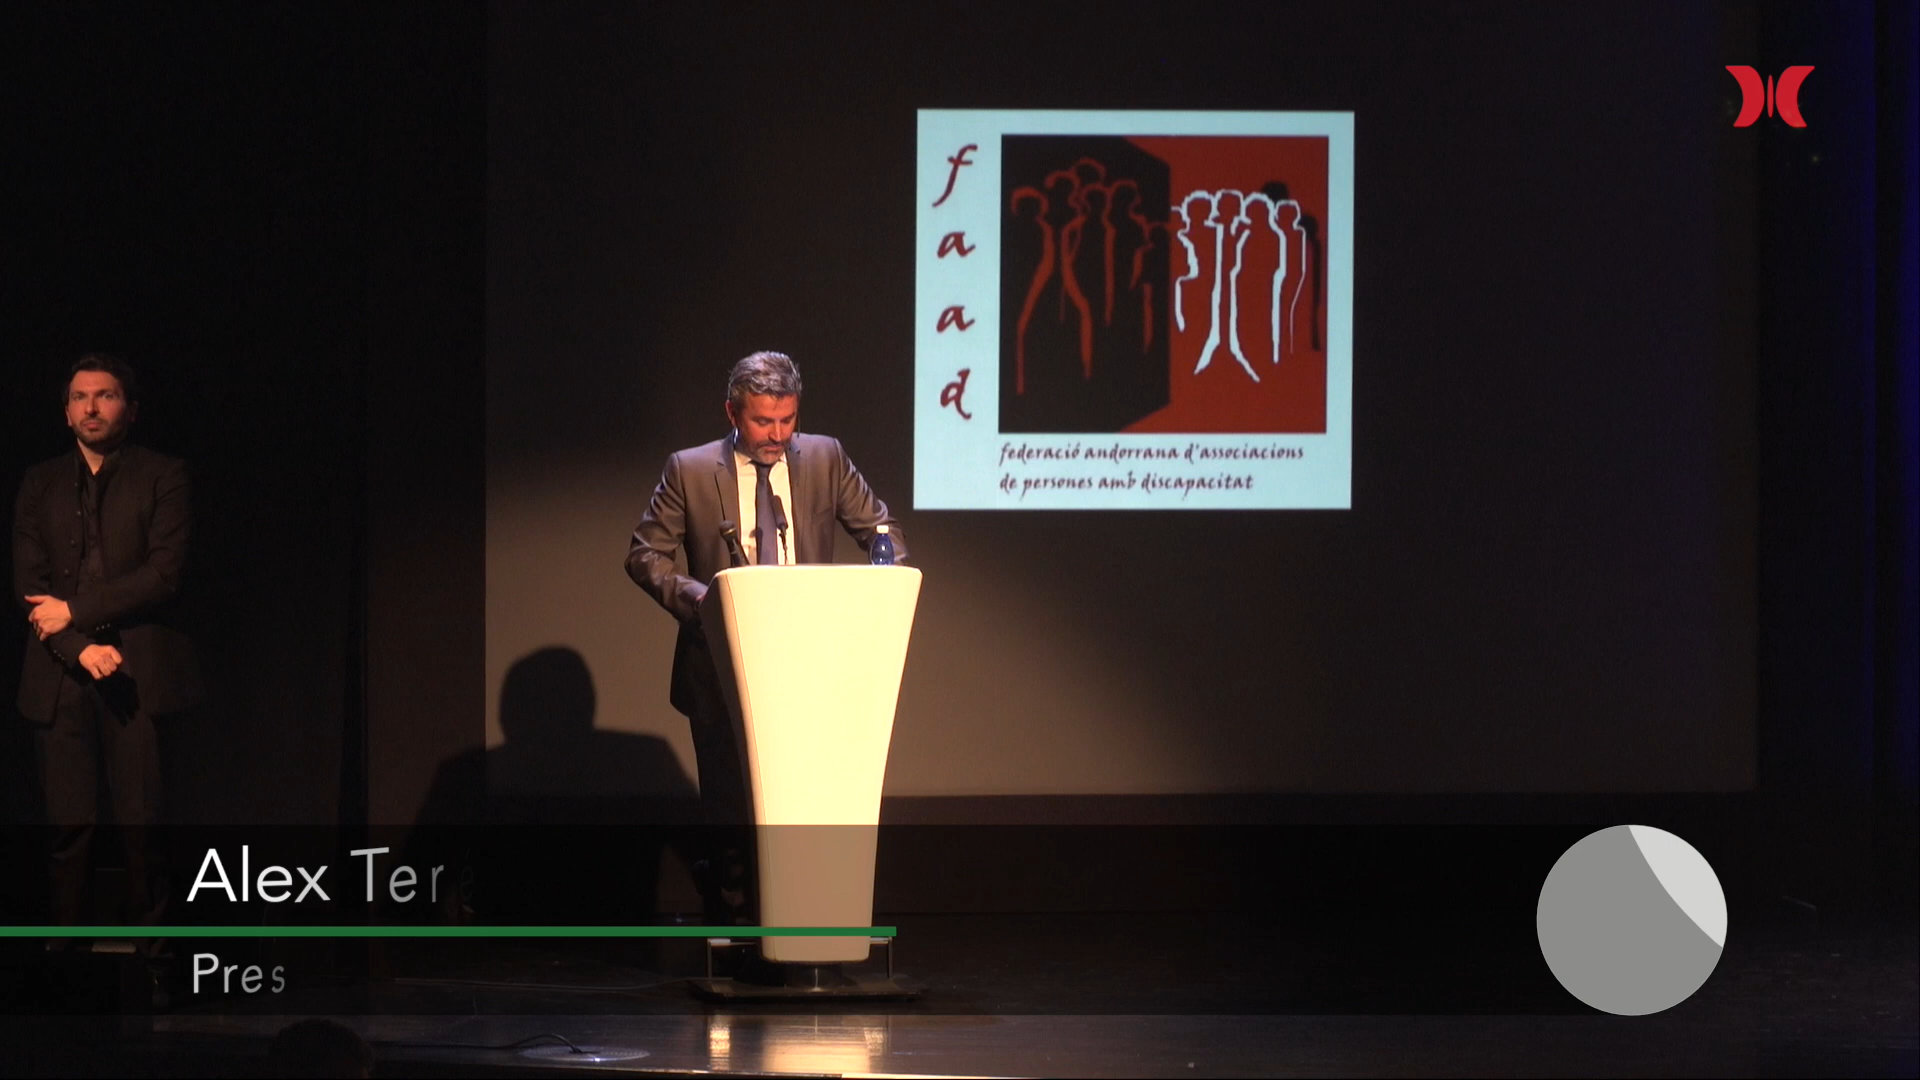 f
a
a
d
federació andorrana d'associacions
de persones amb discapacitat
Alex Ter
Pres